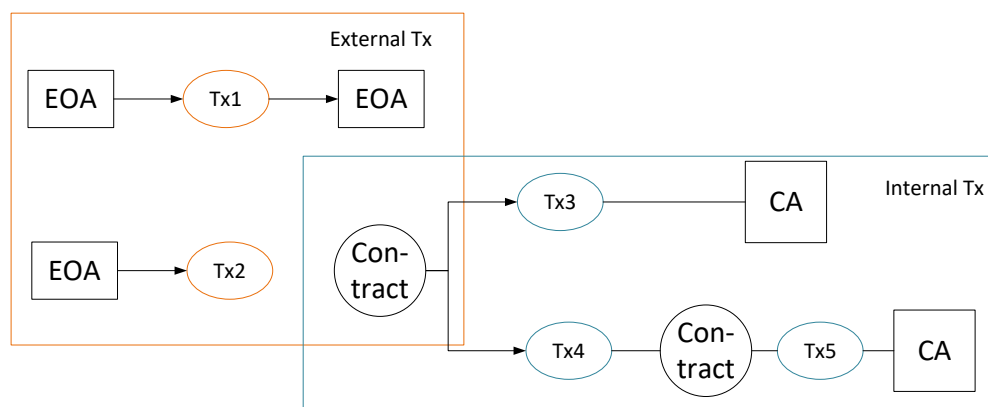 External Tx
EOA
Tx1
EOA
Internal Tx
Tx3
CA
EOA
Tx2
Con-
tract
Tx4
Con-
tract
Tx5
CA